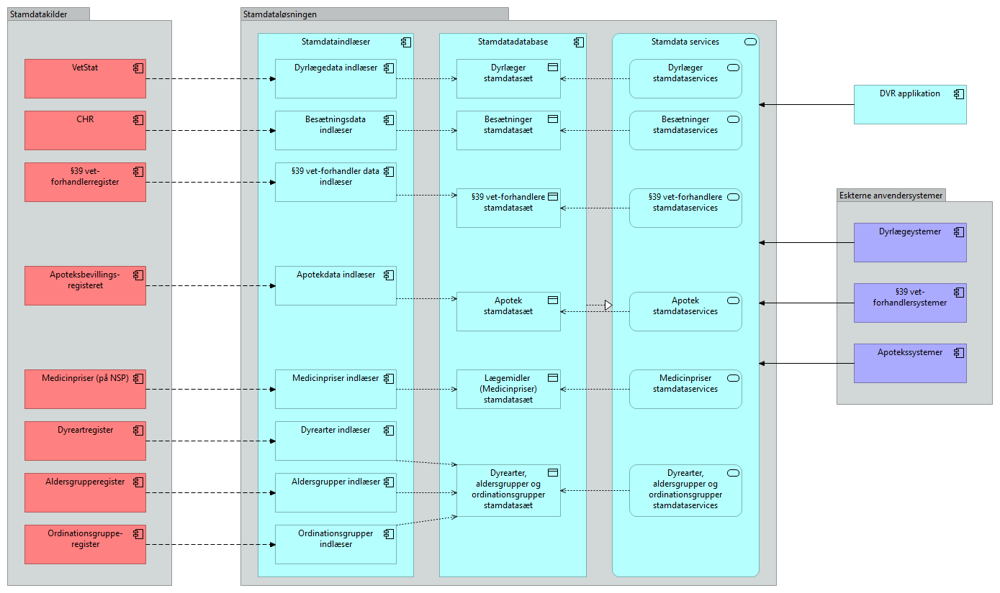 Stamdatakilder
VetStat
CHR
§39 vet-
forhandlerregister
Apoteksbevillings-
registeret
Medicinpriser (på NSP)
Dyreartregister
Aldersgrupperegister
Ordinationsgruppe-
register
Stamdataløsningen
Stamdataindlæser
Dyrlægedata indlæser
Besætningsdata
indlæser
§39 vet-forhandler data
indlæser
Apotekdata indlæser
Medicinpriser indlæser
Dyrearter indlæser
Aldersgrupper indlæser
Ordinationsgrupper
indlæser
Stamdatadatabase
Dyrlæger
stamdatasæt
Besætninger
stamdatasæt
§39 vet-forhandlere
stamdatasæt
Apotek
stamdatasæt
Lægemidler
(Medicinpriser)
stamdatasæt
Dyrearter,
aldersgrupper og
ordinationsgrupper
stamdatasæt
Stamdata services
Dyrlæger
stamdataservices
Besætninger
stamdataservices
§39 vet-forhandlere
stamdataservices
Apotek
stamdataservices
Medicinpriser
stamdataservices
Dyrearter,
aldersgrupper og
ordinationsgrupper
stamdataservices
DVR applikation
Eskterne anvendersystemer
Dyrlægeystemer
§39 vet-
forhandlersystemer
Apotekssystemer